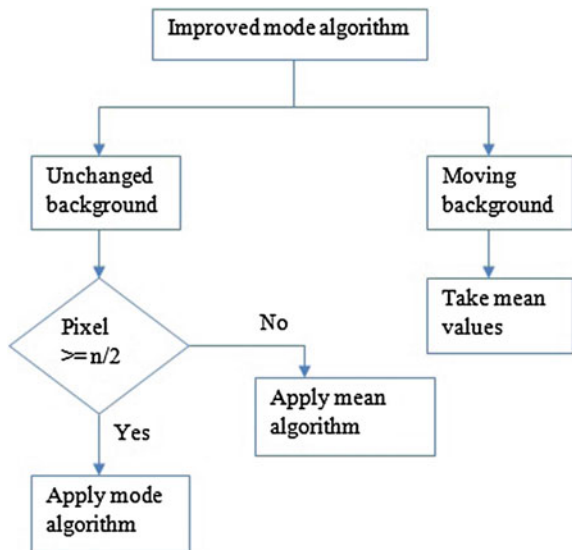 Improved mode algorithm
Unchanged
background
Moving
background
Pixel
>=n/2
No
Take mean
values
Apply mean
algorithm
Yes
Apply mode
algorithm